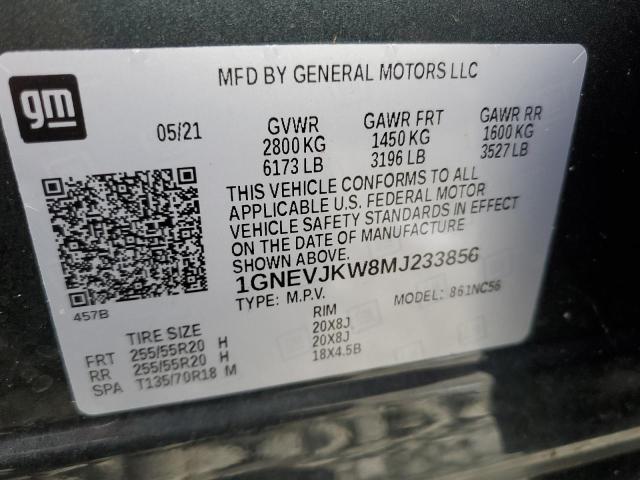 gm
MFD BY GENERAL MOTORS LLC
05/21
GVWR GAWR FRT GAWR RR
2800 KG 1450 KG 1600 KG
6173 LB 3196 LB 3527 LB
THIS VEHICLE CONFORMS TO ALL
APPLICABLE U.S. FEDERAL MOTOR
VEHICLE SAFETY STANDARDS IN EFFECT
ON THE DATE OF MANUFACTURE
SHOWN ABOVE.
1GNEVJKW8MJ233856
TYPE: M.P.V. MODEL: 861NC56
457B
TIRE SIZE RIM
FRT 255/55R20 H 20X8J
RR 255/55R20 H 20X8J
SPA T135/70R18 M 18X4.5B